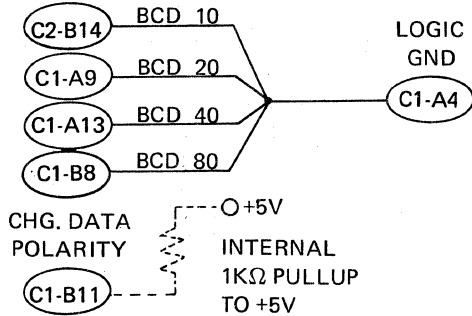 C2-B14 BCD 10
LOGIC
GND
C1-A9 BCD 20
C1-A4
C1-A13 BCD 40
C1-B8 BCD 80
CHG. DATA
POLARITY
+5V
INTERNAL
1KΩ PULLUP
TO +5V
C1-B11